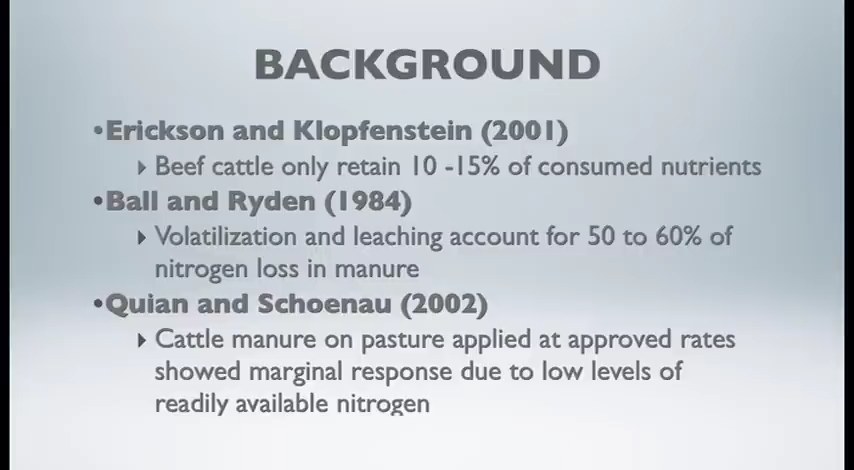 BACKGROUND
•Erickson and Klopfenstein (2001)
‣ Beef cattle only retain 10 -15% of consumed nutrients
•Ball and Ryden (1984)
‣ Volatilization and leaching account for 50 to 60% of
nitrogen loss in manure
•Quian and Schoenau (2002)
‣ Cattle manure on pasture applied at approved rates
showed marginal response due to low levels of
readily available nitrogen